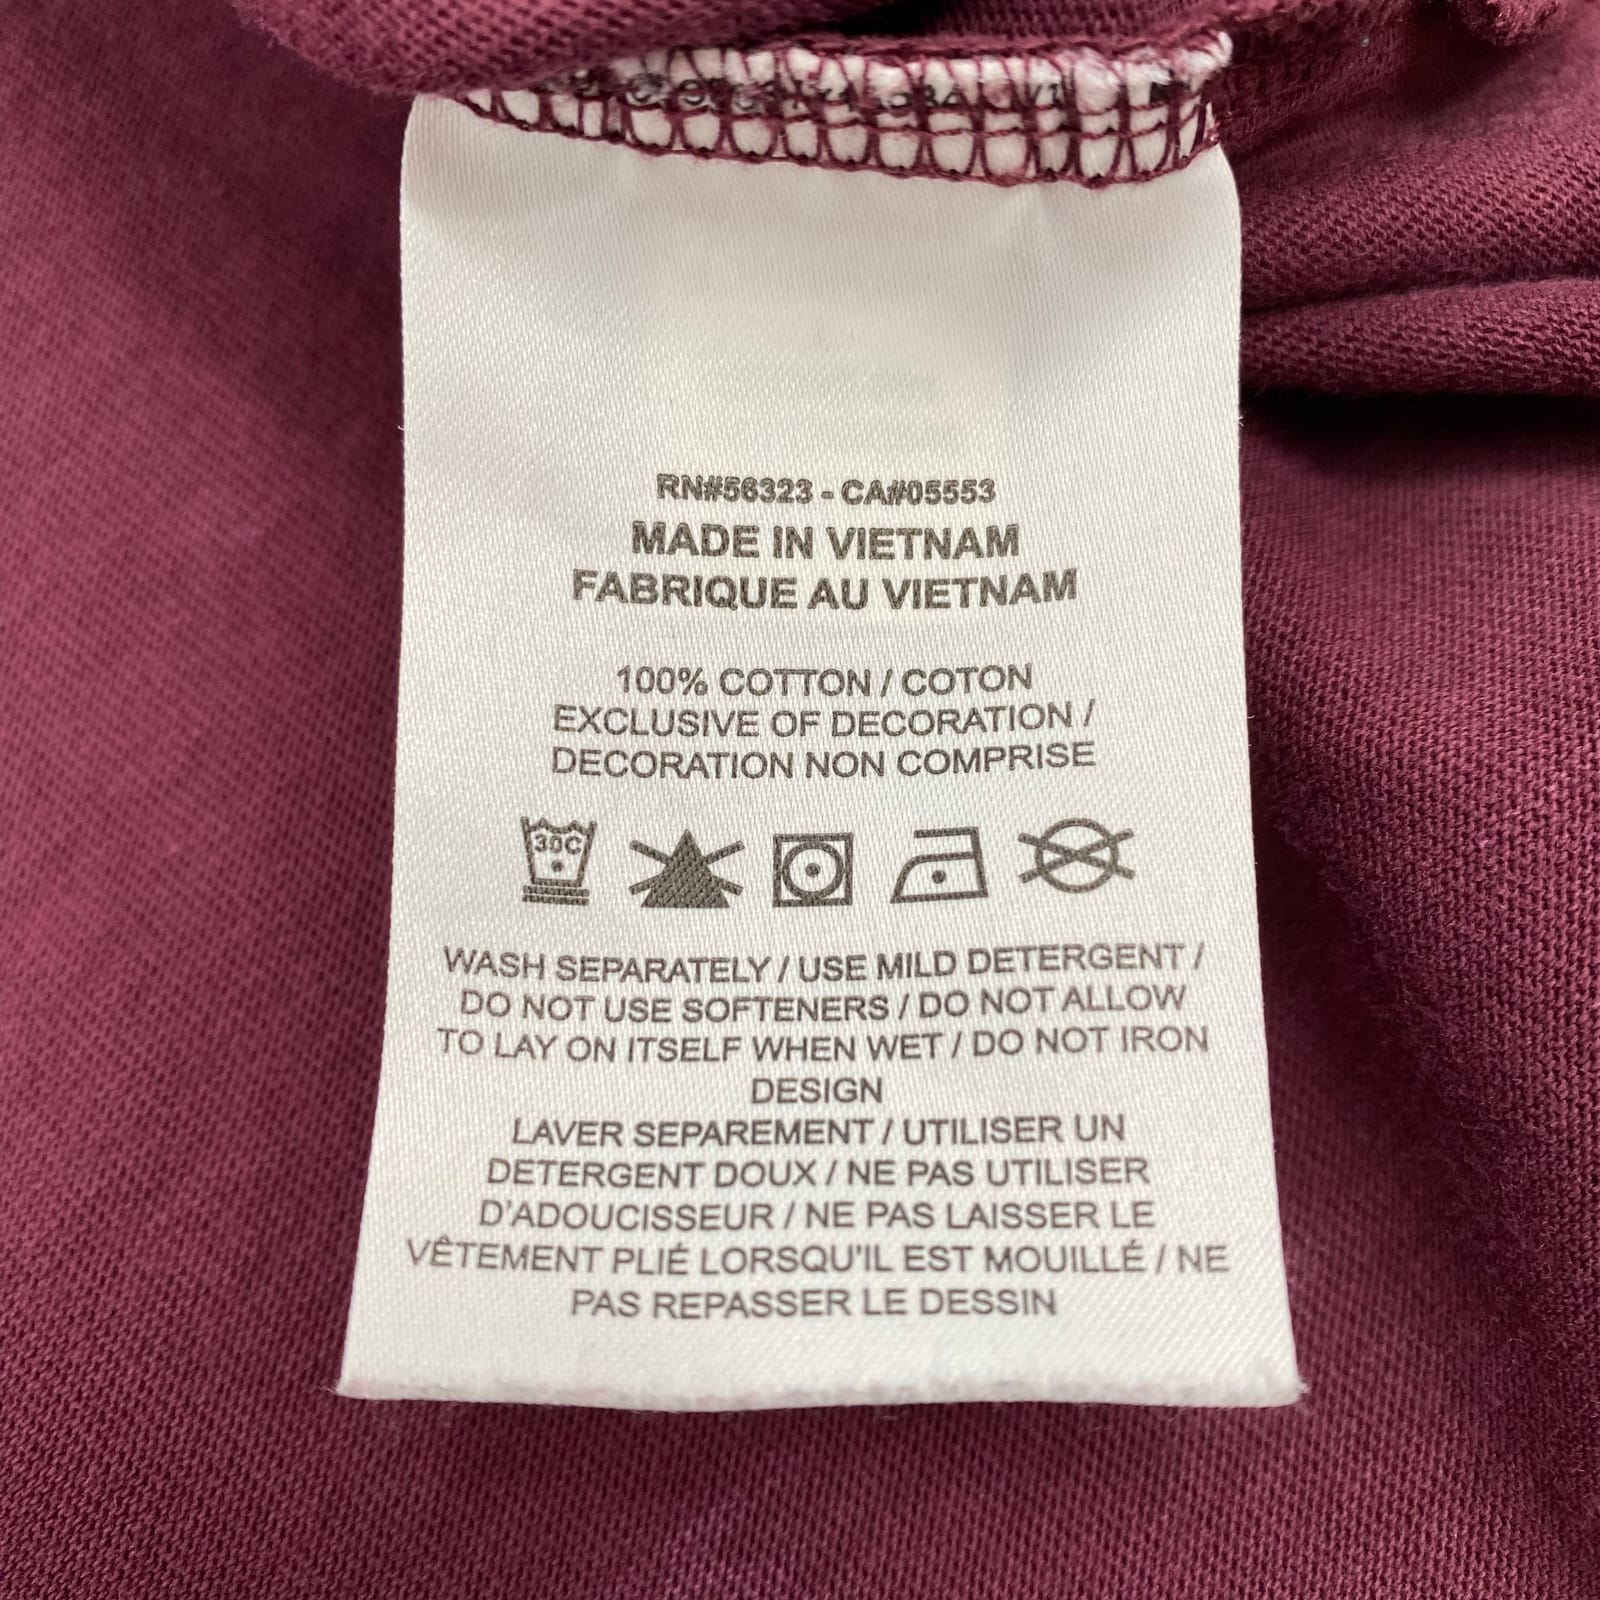 RN#56323 - CA#05553
MADE IN VIETNAM
FABRIQUE AU VIETNAM
100% COTTON / COTON
EXCLUSIVE OF DECORATION /
DECORATION NON COMPRISE
30C
WASH SEPARATELY / USE MILD DETERGENT /
DO NOT USE SOFTENERS / DO NOT ALLOW
TO LAY ON ITSELF WHEN WET / DO NOT IRON
DESIGN
LAVER SEPAREMENT / UTILISER UN
DETERGENT DOUX / NE PAS UTILISER
D'ADOUCISSEUR / NE PAS LAISSER LE
VÊTEMENT PLIÉ LORSQU'IL EST MOUILLÉ / NE
PAS REPASSER LE DESSIN